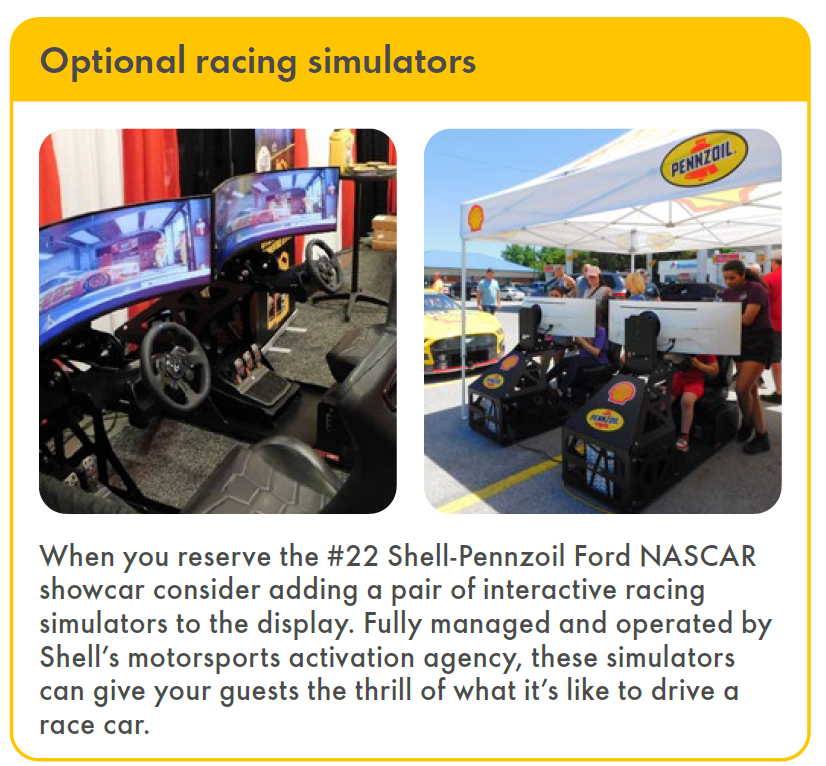 Optional racing simulators
PENNZOIL.
PENNZOIL
PENNZOIL
When you reserve the #22 Shell-Pennzoil Ford NASCAR
showcar consider adding a pair of interactive racing
simulators to the display. Fully managed and operated by
Shell’s motorsports activation agency, these simulators
can give your guests the thrill of what it’s like to drive a
race car.